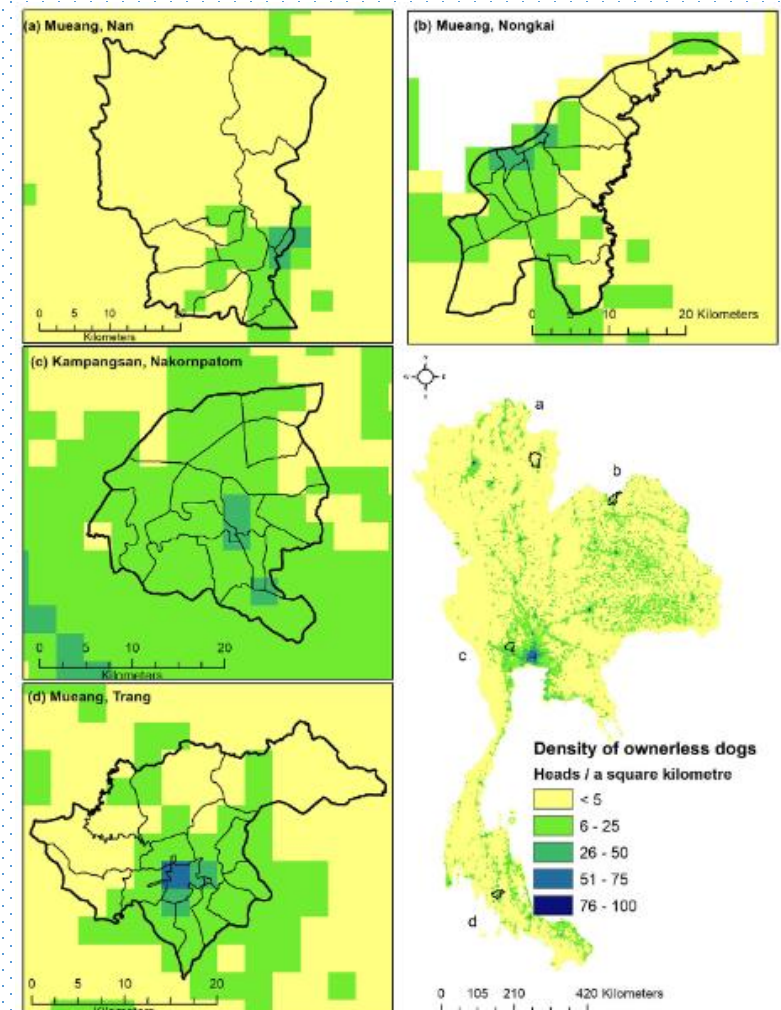 (a) Mueang, Nan
0 5 10 20
Kilometers
(b) Mueang, Nongkai
0 5 10 20 Kilometers
(c) Kampangsan, Nakornpatom
0 5 10 20
Kilometers
(d) Mueang, Trang
0 5 10 20
Kilometers
a
b
c
d
Density of ownerless dogs
Heads / a square kilometre
< 5
6 - 25
26 - 50
51 - 75
76 - 100
0 105 210 420 Kilometers